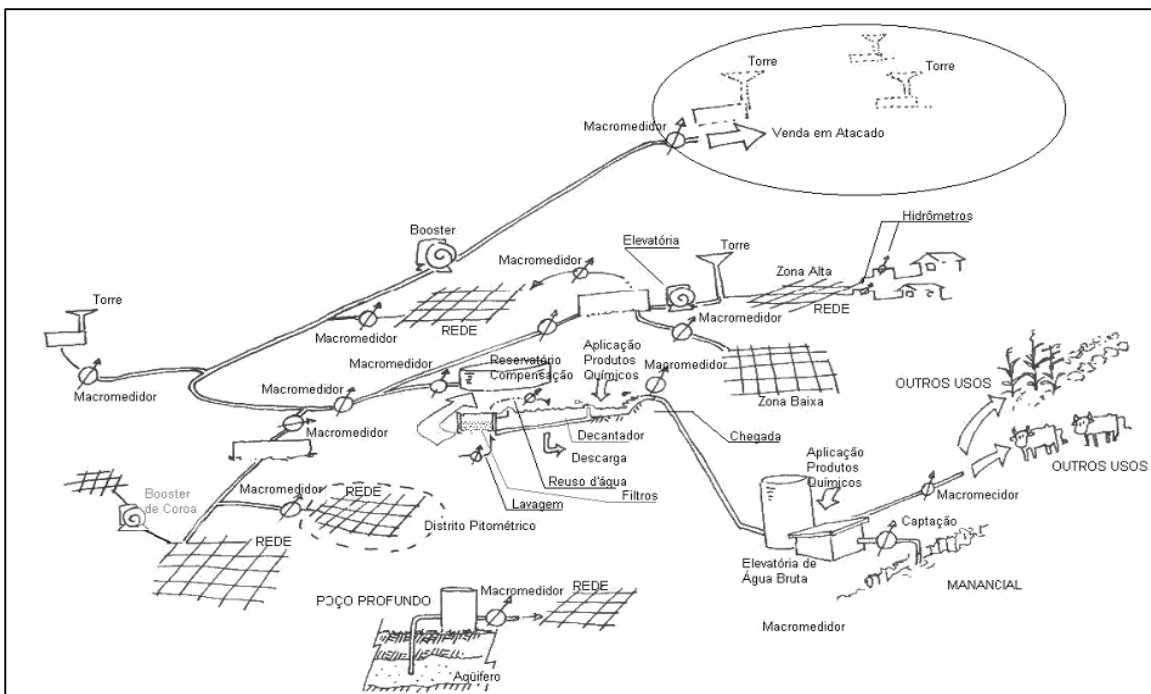 Torre
Torre
Macromedidor
Venda em Atacado
Hidrômetros
Booster
Elevatória
Torre
Macromedidor
Zona Alta
Torre
REDE
REDE
Macromedidor
Macromedidor
Macromedidor
Reservatório
Compensação
Aplicação
Produtos
Químicos
Macromedidor
OUTROS USOS
Macromedidor
Macromedidor
Zona Baixa
Macromedidor
Decantador
Chegada
Descarga
Aplicação
Produtos
Químicos
OUTROS USOS
Reuso d'água
Filtros
Lavagem
Macromecidor
Booster
de Coroa
Macromedidor
REDE
Distrito Pitométrico
Captação
REDE
Elevatória de
Água Bruta
MANANCIAL
POÇO PROFUNDO
Macromedidor
REDE
Macromedidor
Aqüífero